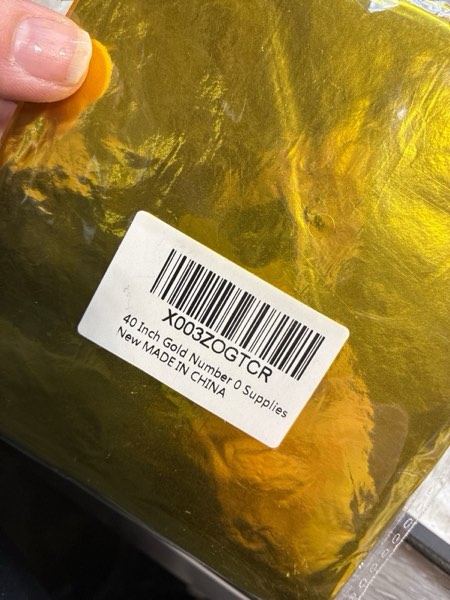 X003ZOGTCR
40 Inch Gold Number 0 Supplies
New MADE IN CHINA